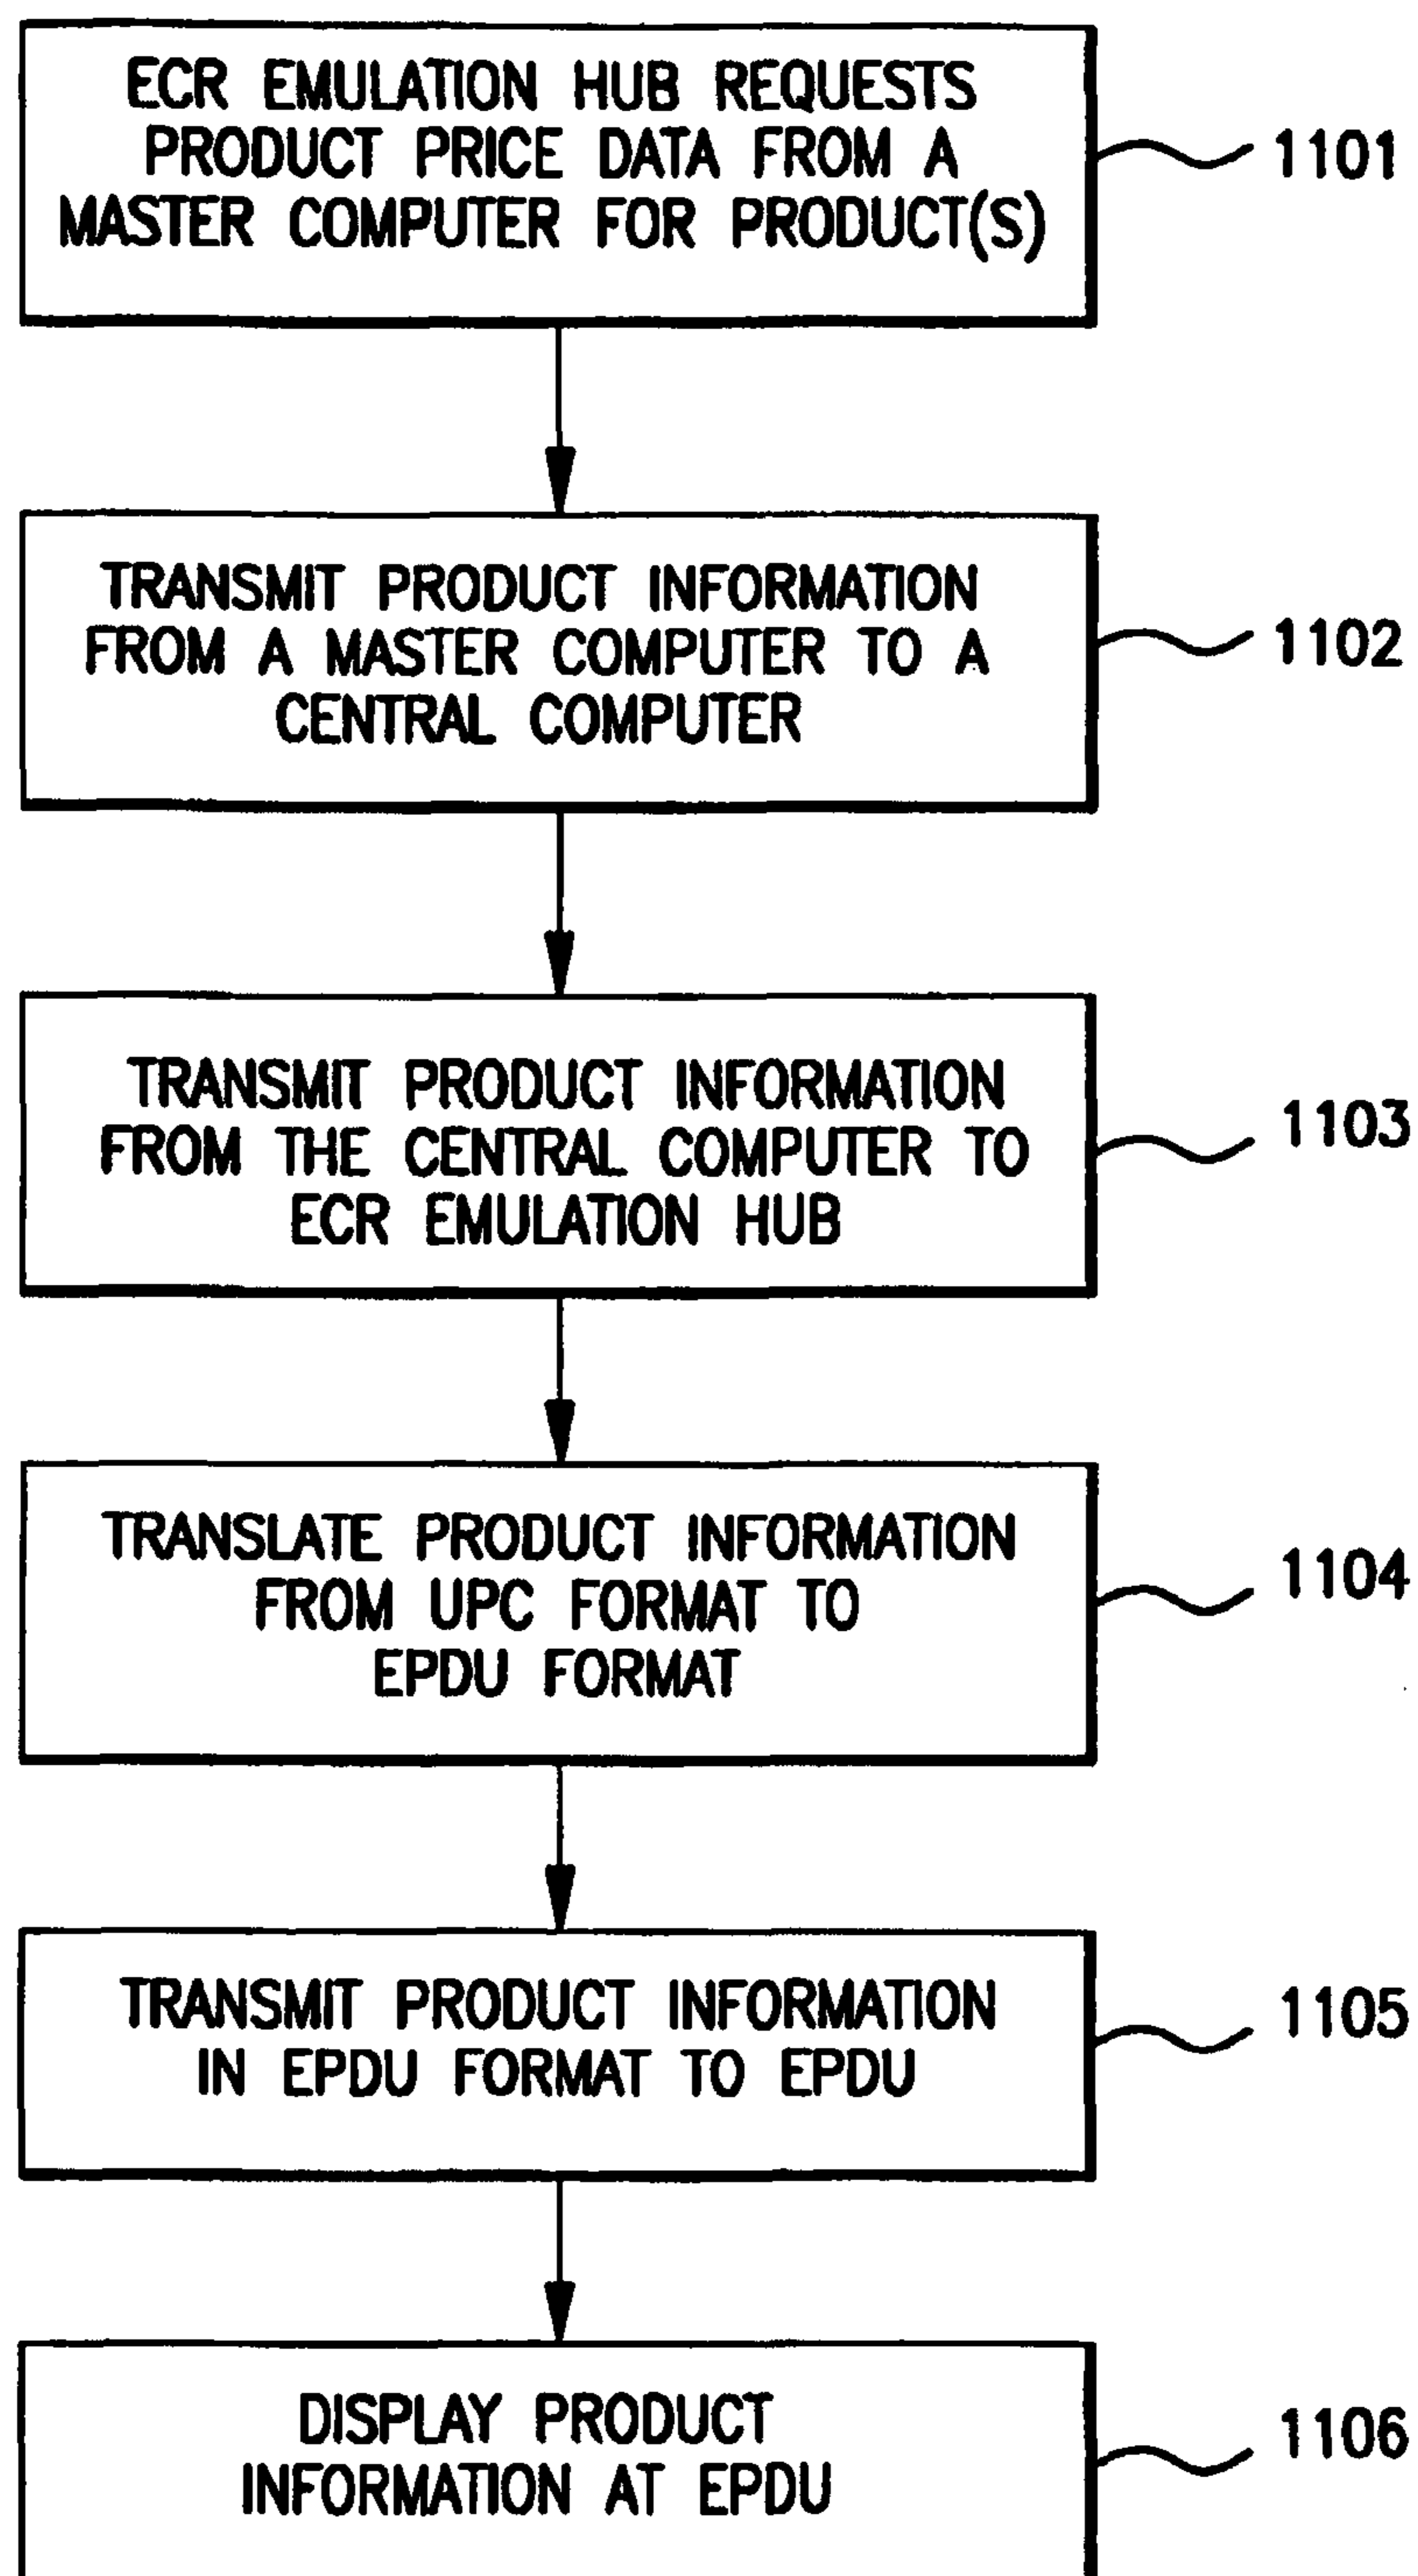 ECR EMULATION HUB REQUESTS
PRODUCT PRICE DATA FROM A
MASTER COMPUTER FOR PRODUCT(S)
1101
TRANSMIT PRODUCT INFORMATION
FROM A MASTER COMPUTER TO A
CENTRAL COMPUTER
1102
TRANSMIT PRODUCT INFORMATION
FROM THE CENTRAL COMPUTER TO
ECR EMULATION HUB
1103
TRANSLATE PRODUCT INFORMATION
FROM UPC FORMAT TO
EPDU FORMAT
1104
TRANSMIT PRODUCT INFORMATION
IN EPDU FORMAT TO EPDU
1105
DISPLAY PRODUCT
INFORMATION AT EPDU
1106